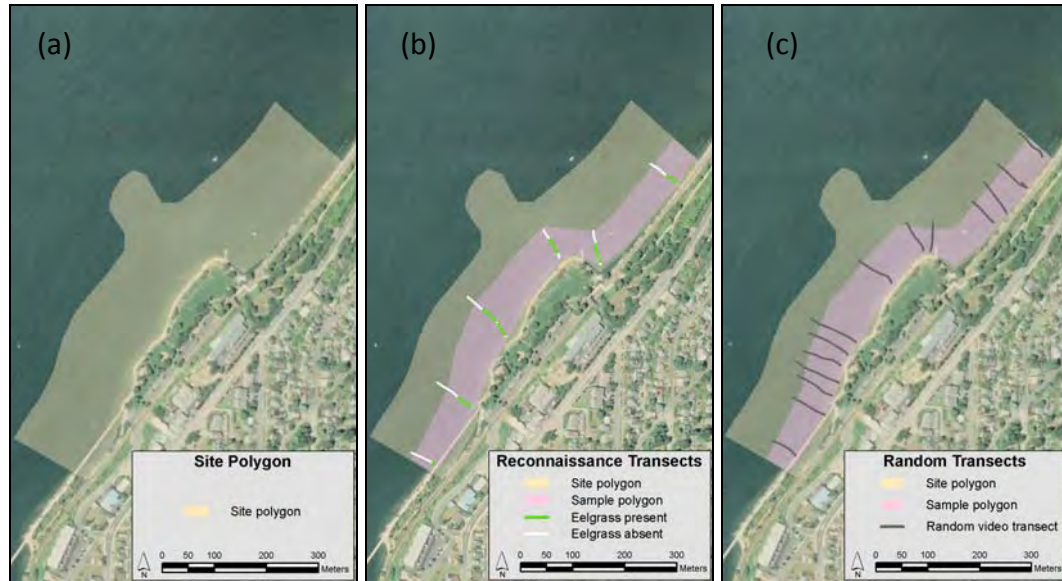 (a)
Site Polygon
Site polygon
N
0 50 100 200 300
Meters
(b)
Reconnaissance Transects
Site polygon
Sample polygon
Eelgrass present
Eelgrass absent
N
0 50 100 200 300
Meters
(c)
Random Transects
Site polygon
Sample polygon
Random video transect
N
0 50 100 200 300
Meters